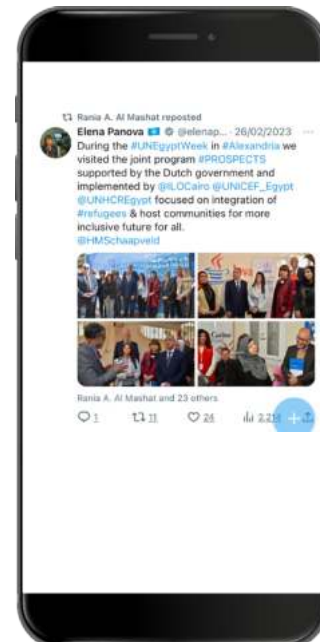 Rania A. Al Mashat reposted
Elena Panova @elenap... · 26/02/2023 ···
During the #UNEgyptWeek in #Alexandria we
visited the joint program #PROSPECTS
supported by the Dutch government and
implemented by @ILOCairo @UNICEF_Egypt
@UNHCREgypt focused on integration of
#refugees & host communities for more
inclusive future for all.
@HMSchaapveld
Rania A. Al Mashat and 23 others
1 11 24 2,214